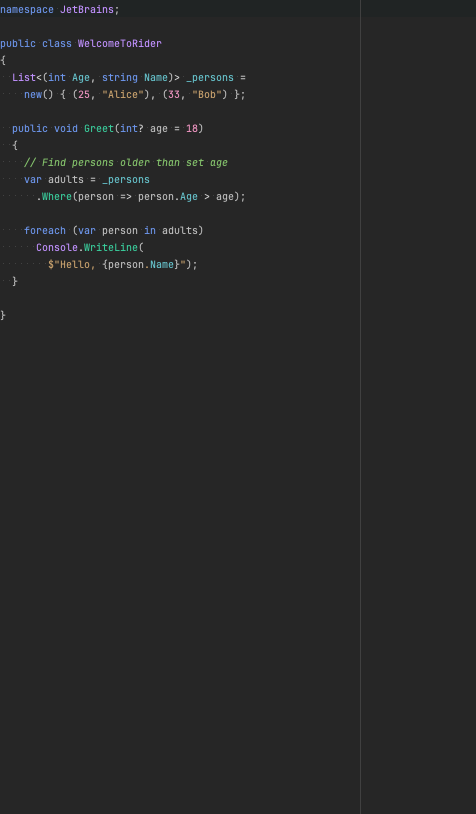 namespace JetBrains;
public class WelcomeToRider
{
List<(int Age, string Name)> _persons =
new() { (25, "Alice"), (33, "Bob") };
public void Greet(int? age = 18)
{
// Find persons older than set age
var adults = _persons
.Where(person => person.Age > age);
foreach (var person in adults)
Console.WriteLine(
$"Hello, {person.Name}");
}
}